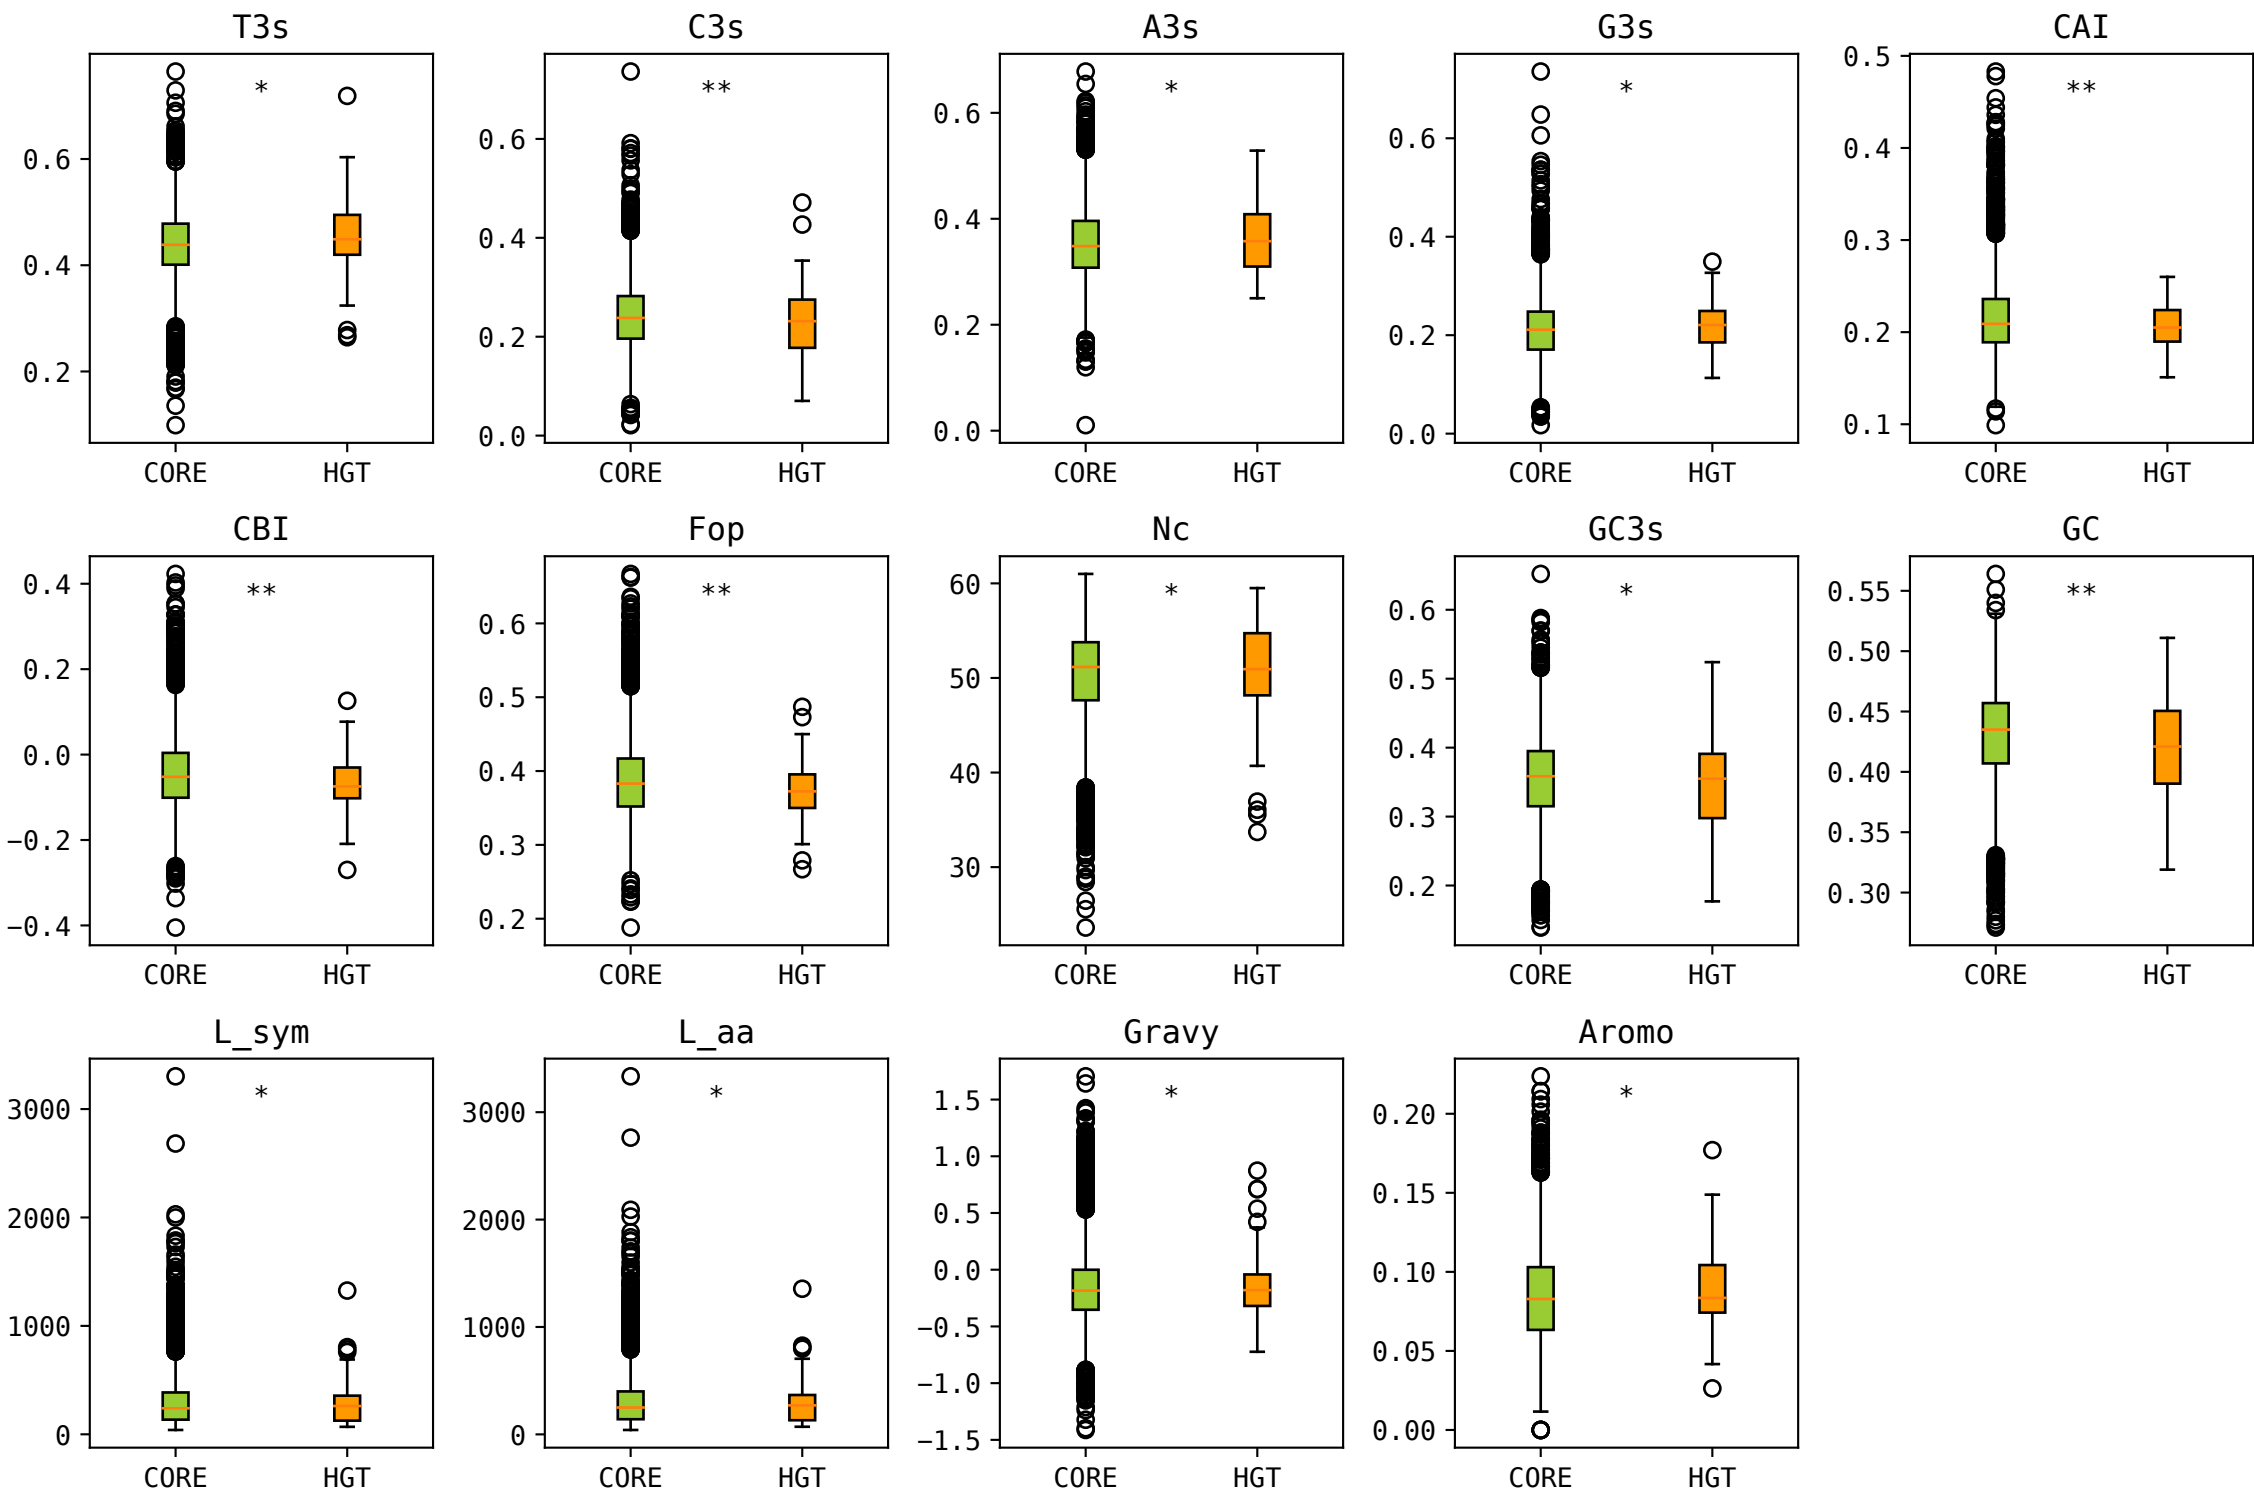 T3s C3s A3s G3s CAI
* ** * * **
0.6 0.4 0.2
0.6 0.4 0.2 0.0
0.6 0.4 0.2 0.0
0.6 0.4 0.2 0.0
0.5 0.4 0.3 0.2 0.1
CORE HGT CORE HGT CORE HGT CORE HGT CORE HGT
CBI Fop Nc GC3s GC
** ** * * **
0.4 0.2 0.0 −0.2 −0.4
0.6 0.5 0.4 0.3 0.2
60 50 40 30
0.6 0.5 0.4 0.3 0.2
0.55 0.50 0.45 0.40 0.35 0.30
CORE HGT CORE HGT CORE HGT CORE HGT CORE HGT
L_sym L_aa Gravy Aromo
* * * *
3000 2000 1000 0
3000 2000 1000 0
1.5 1.0 0.5 0.0 −0.5 −1.0 −1.5
0.20 0.15 0.10 0.05 0.00
CORE HGT CORE HGT CORE HGT CORE HGT